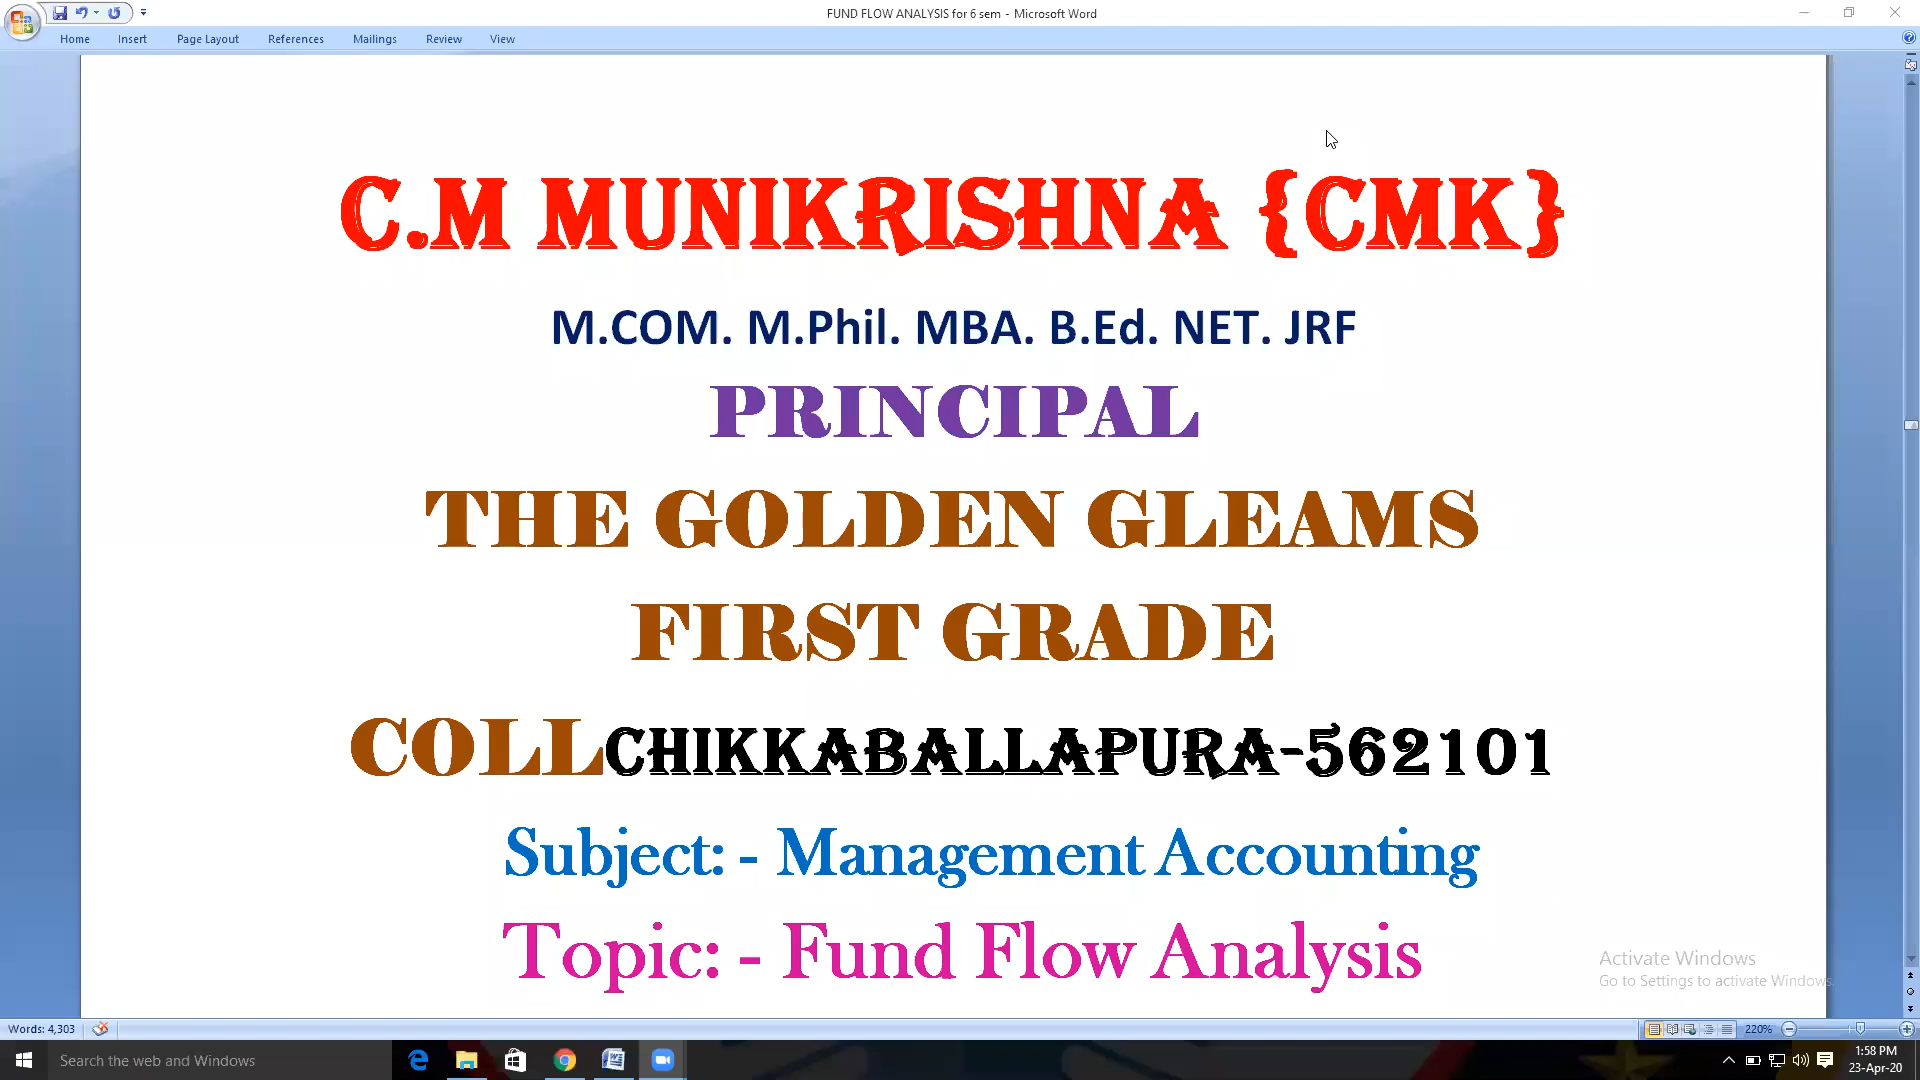 FUND FLOW ANALYSIS for 6 sem - Microsoft Word
Home Insert Page Layout References Mailings Review View
C.M MUNIKRISHNA {CMK}
M.COM. M.Phil. MBA. B.Ed. NET. JRF
PRINCIPAL
THE GOLDEN GLEAMS
FIRST GRADE
COLLCHIKKABALLAPURA-562101
Subject: - Management Accounting
Topic: - Fund Flow Analysis
Activate Windows
Go to Settings to activate Windows.
Words: 4,303 220%
Search the web and Windows
1:58 PM
23-Apr-20